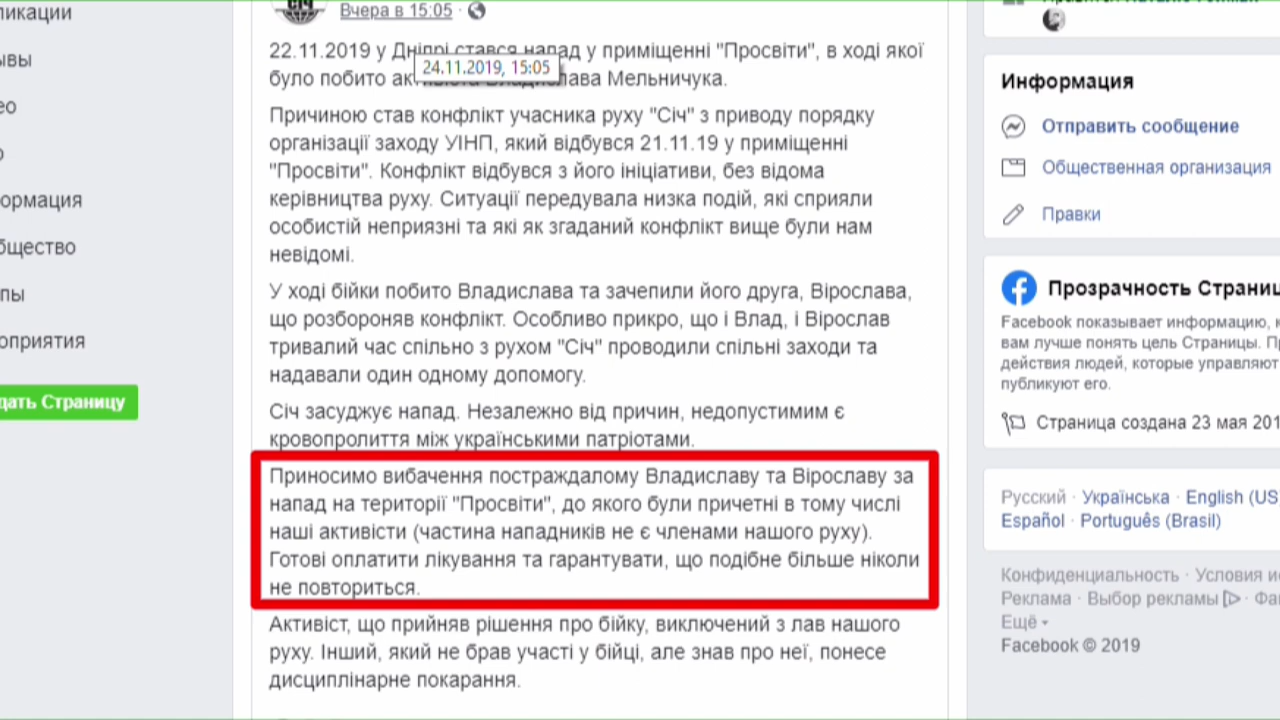 ликации
Вчера в 15:05 ·
22.11.2019 у Дніпрі стався напад у приміщенні "Просвіти", в ході якої
24.11.2019, 15:05
було побито активіста Владислава Мельничука.
Причиною став конфлікт учасника руху "Січ" з приводу порядку
організації заходу УІНП, який відбувся 21.11.19 у приміщенні
"Просвіти". Конфлікт відбувся з його ініціативи, без відома
керівництва руху. Ситуації передувала низка подій, які сприяли
особистій неприязні та які як згаданий конфлікт вище були нам
невідомі.
У ході бійки побито Владислава та зачепили його друга, Вірослава,
що розбороняв конфлікт. Особливо прикро, що і Влад, і Вірослав
тривалий час спільно з рухом "Січ" проводили спільні заходи та
надавали один одному допомогу.
Січ засуджує напад. Незалежно від причин, недопустимим є
кровопролиття між українськими патріотами.
Приносимо вибачення постраждалому Владиславу та Вірославу за
напад на території "Просвіти", до якого були причетні в тому числі
наші активісти (частина нападників не є членами нашого руху).
Готові оплатити лікування та гарантувати, що подібне більше ніколи
не повториться.
Активіст, що прийняв рішення про бійку, виключений з лав нашого
руху. Інший, який не брав участі у бійці, але знав про неї, понесе
дисциплінарне покарання.
ывы
ео
о
ормация
бщество
пы
оприятия
дать Страницу
Информация
Отправить сообщение
Общественная организация
Правки
Прозрачность Страниц
Facebook показывает информацию, к
вам лучше понять цель Страницы. Пр
действия людей, которые управляют
публикуют его.
Страница создана 23 мая 201
Русский · Українська · English (US
Español · Português (Brasil)
Конфиденциальность · Условия ис
Реклама · Выбор рекламы · Фа
Ещё
Facebook © 2019